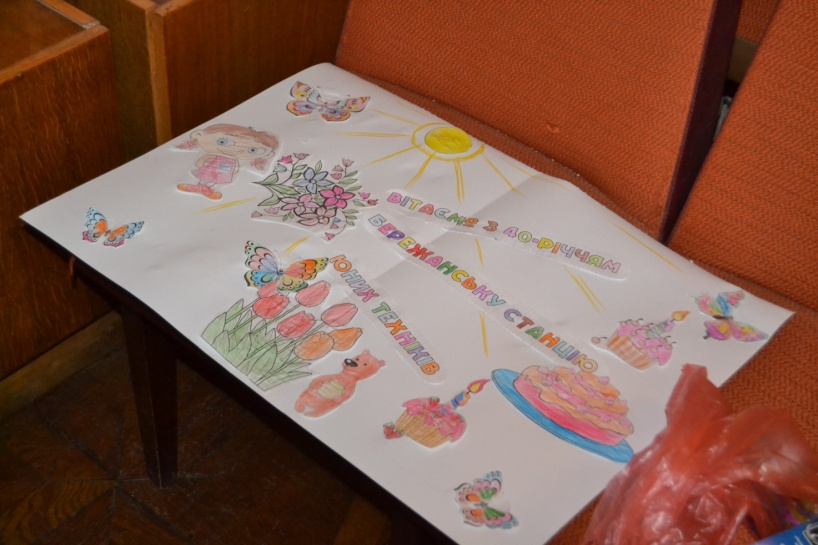 ВІТАЄМО З 40-РІЧЧЯМ
БЕРЕЖАНСЬКУ СТАНЦІЮ
ЮНИХ ТЕХНІКІВ